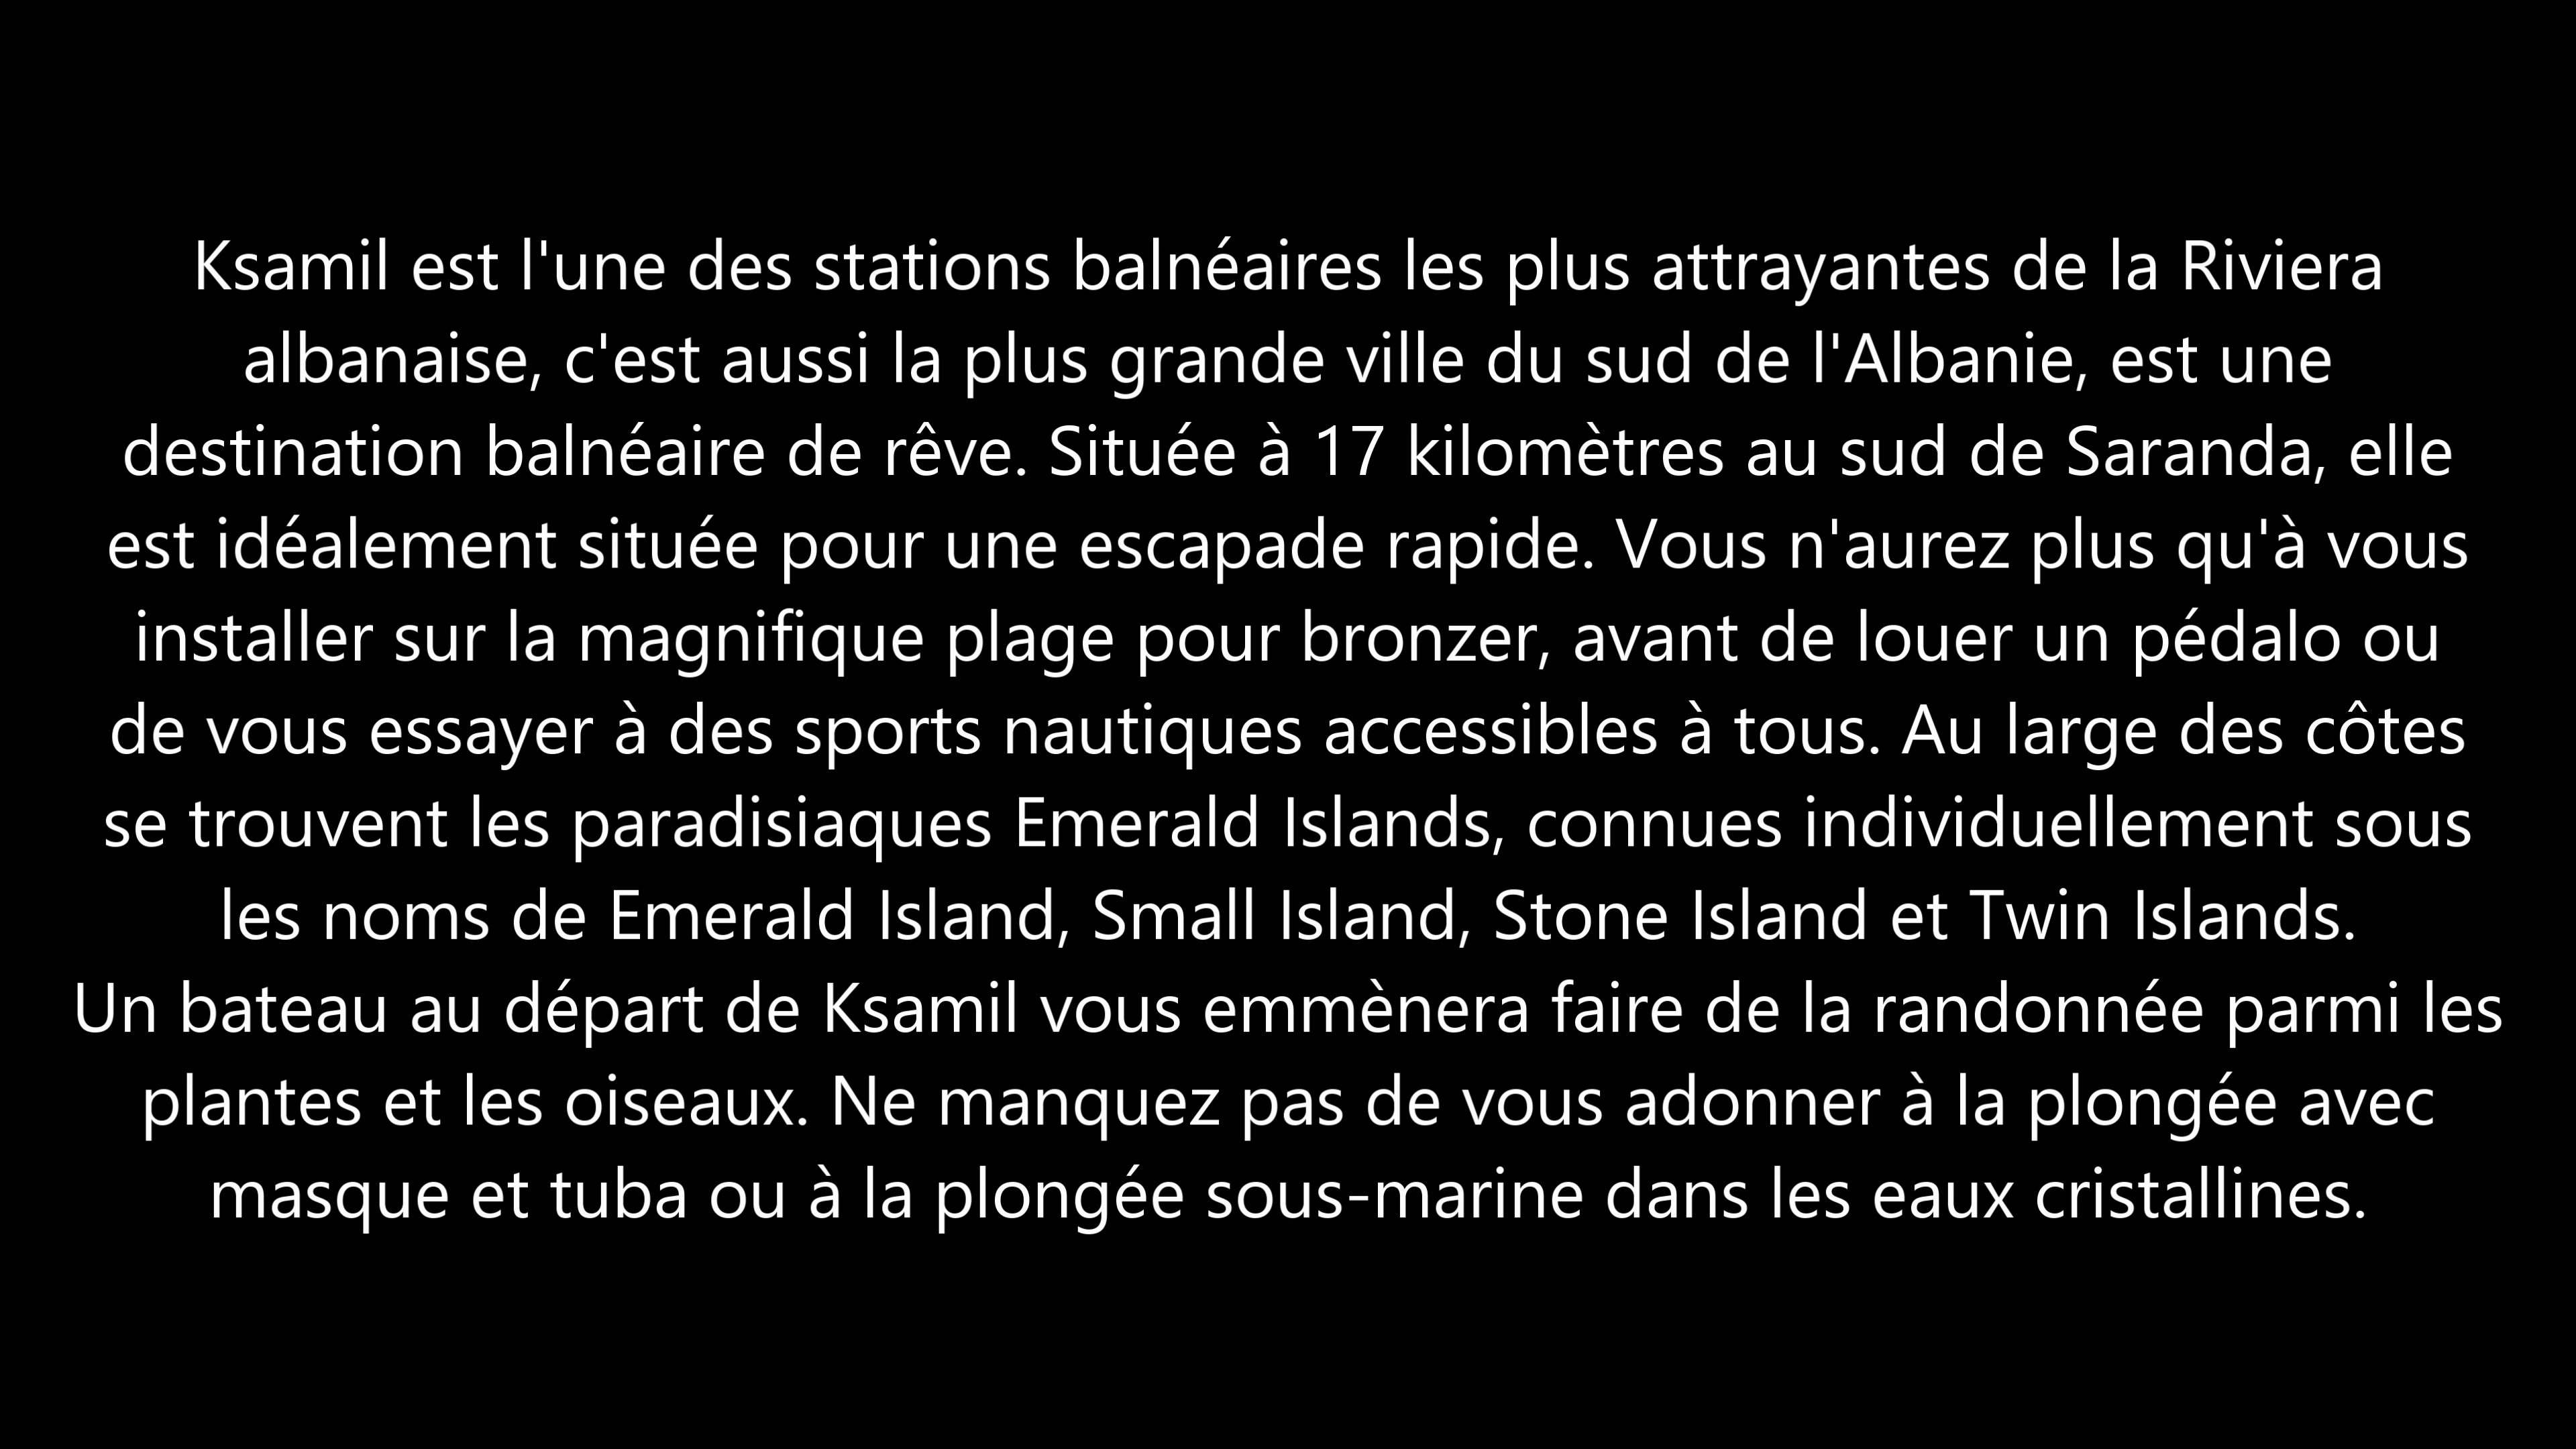 Ksamil est l'une des stations balnéaires les plus attrayantes de la Riviera
albanaise, c'est aussi la plus grande ville du sud de l'Albanie, est une
destination balnéaire de rêve. Située à 17 kilomètres au sud de Saranda, elle
est idéalement située pour une escapade rapide. Vous n'aurez plus qu'à vous
installer sur la magnifique plage pour bronzer, avant de louer un pédalo ou
de vous essayer à des sports nautiques accessibles à tous. Au large des côtes
se trouvent les paradisiaques Emerald Islands, connues individuellement sous
les noms de Emerald Island, Small Island, Stone Island et Twin Islands.
Un bateau au départ de Ksamil vous emmènera faire de la randonnée parmi les
plantes et les oiseaux. Ne manquez pas de vous adonner à la plongée avec
masque et tuba ou à la plongée sous-marine dans les eaux cristallines.